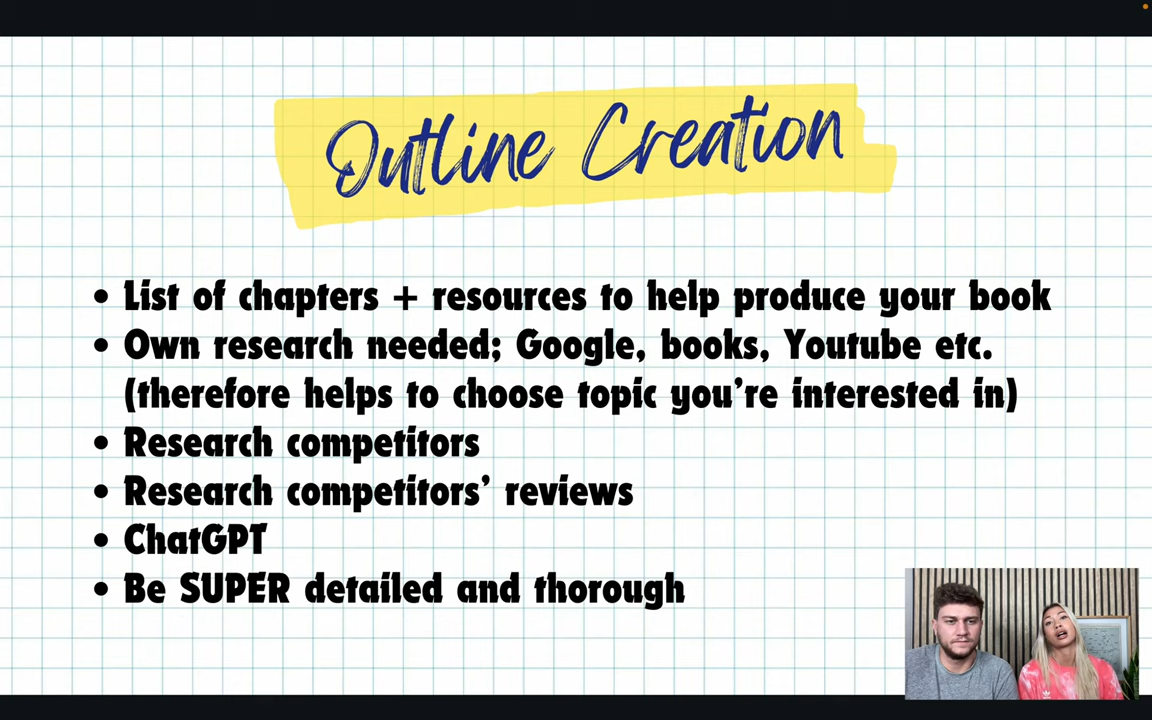 Outline Creation
• List of chapters + resources to help produce your book
• Own research needed; Google, books, Youtube etc.
(therefore helps to choose topic you're interested in)
• Research competitors
• Research competitors' reviews
• ChatGPT
• Be SUPER detailed and thorough